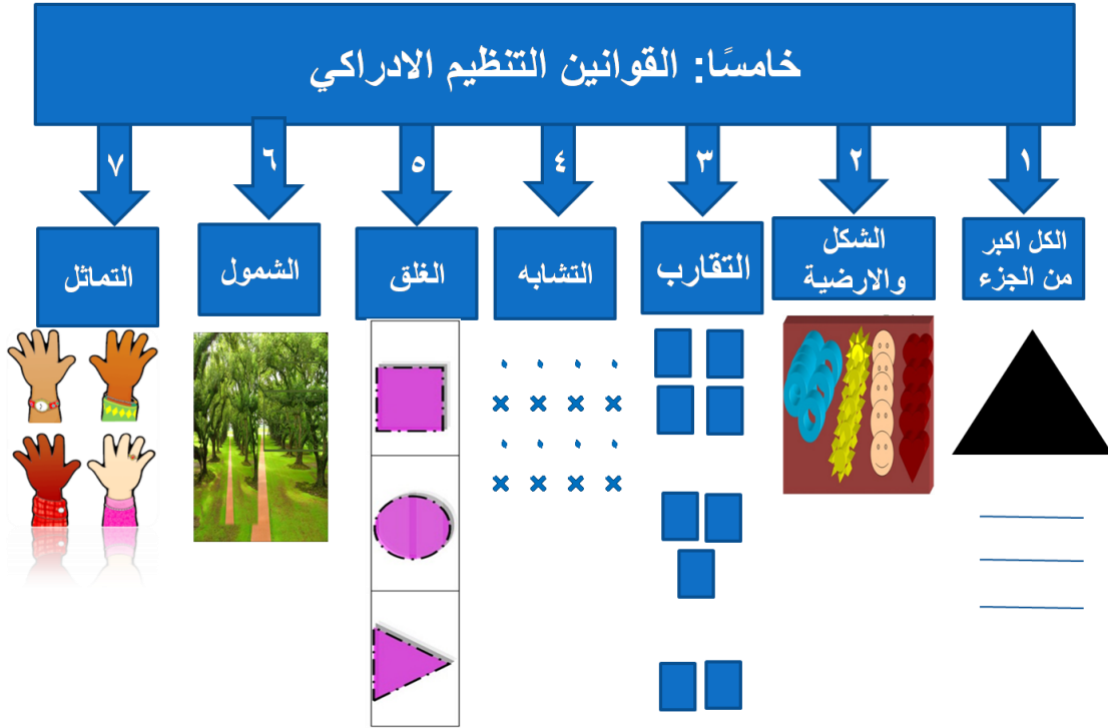 خامسًا: القوانين التنظيم الادراكي
١
٢
٣
٤
٥
٦
٧
الكل اكبر
من الجزء
الشكل
والارضية
التقارب
التشابه
الغلق
الشمول
التماثل